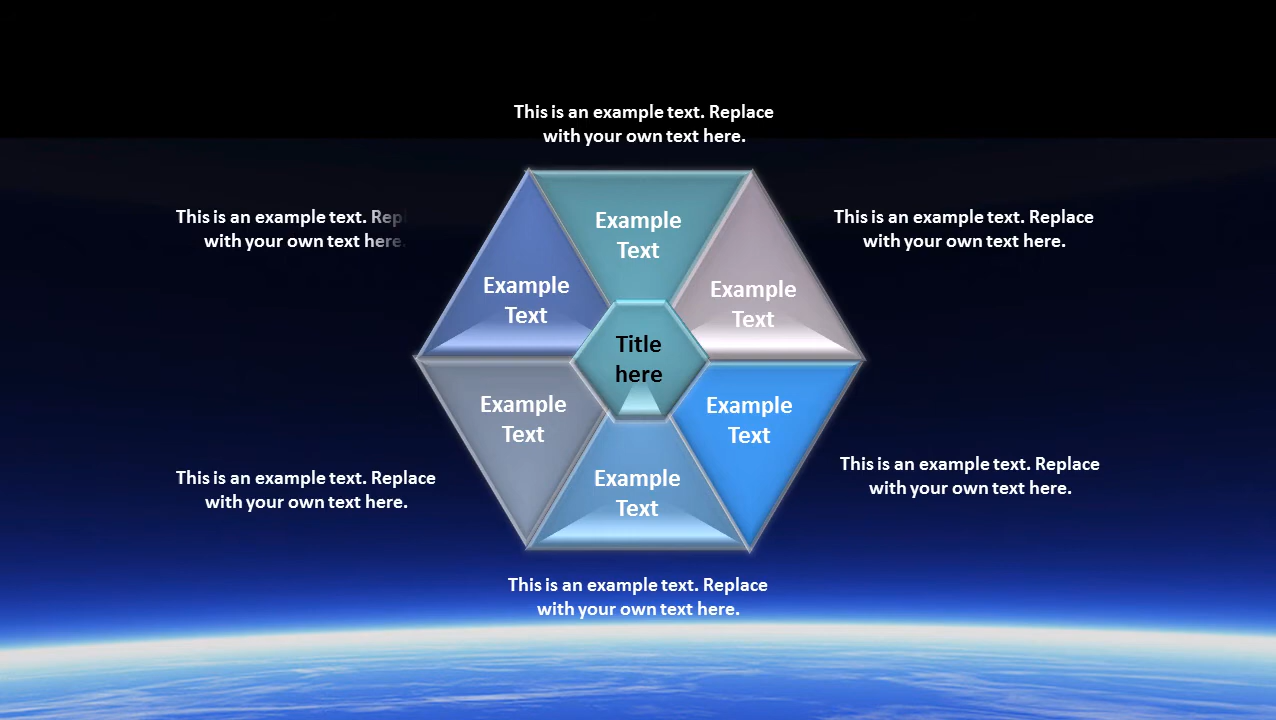 This is an example text. Replace
with your own text here.
This is an example text. Rep
with your own text here.
This is an example text. Replace
with your own text here.
Example
Text
Example
Text
Example
Text
Title
here
Example
Text
Example
Text
Example
Text
This is an example text. Replace
with your own text here.
This is an example text. Replace
with your own text here.
This is an example text. Replace
with your own text here.